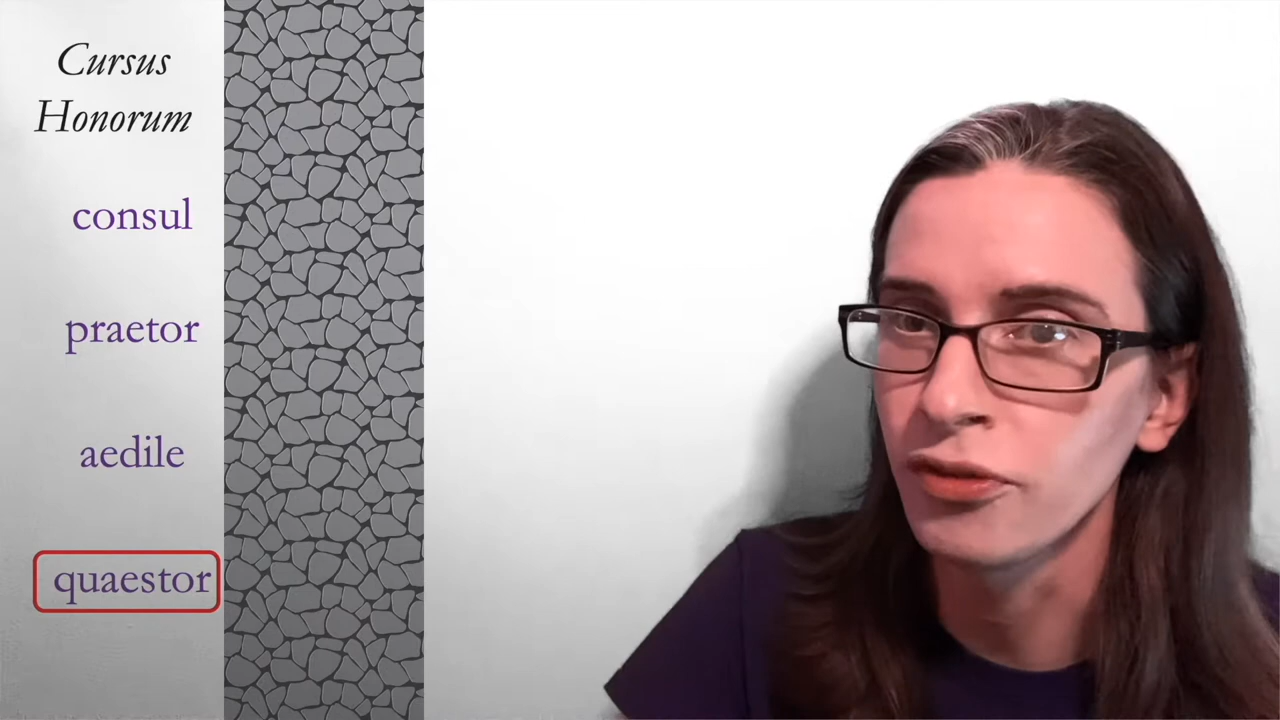 Cursus
Honorum
consul
praetor
aedile
quaestor